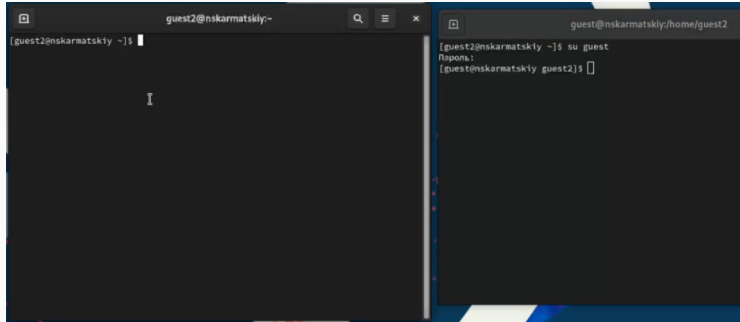 guest2@nskarmatskiy:~
[guest2@nskarmatskiy ~]$
guest@nskarmatskiy:/home/guest2
[guest2@nskarmatskiy ~]$ su guest
Пароль:
[guest@nskarmatskiy guest2]$